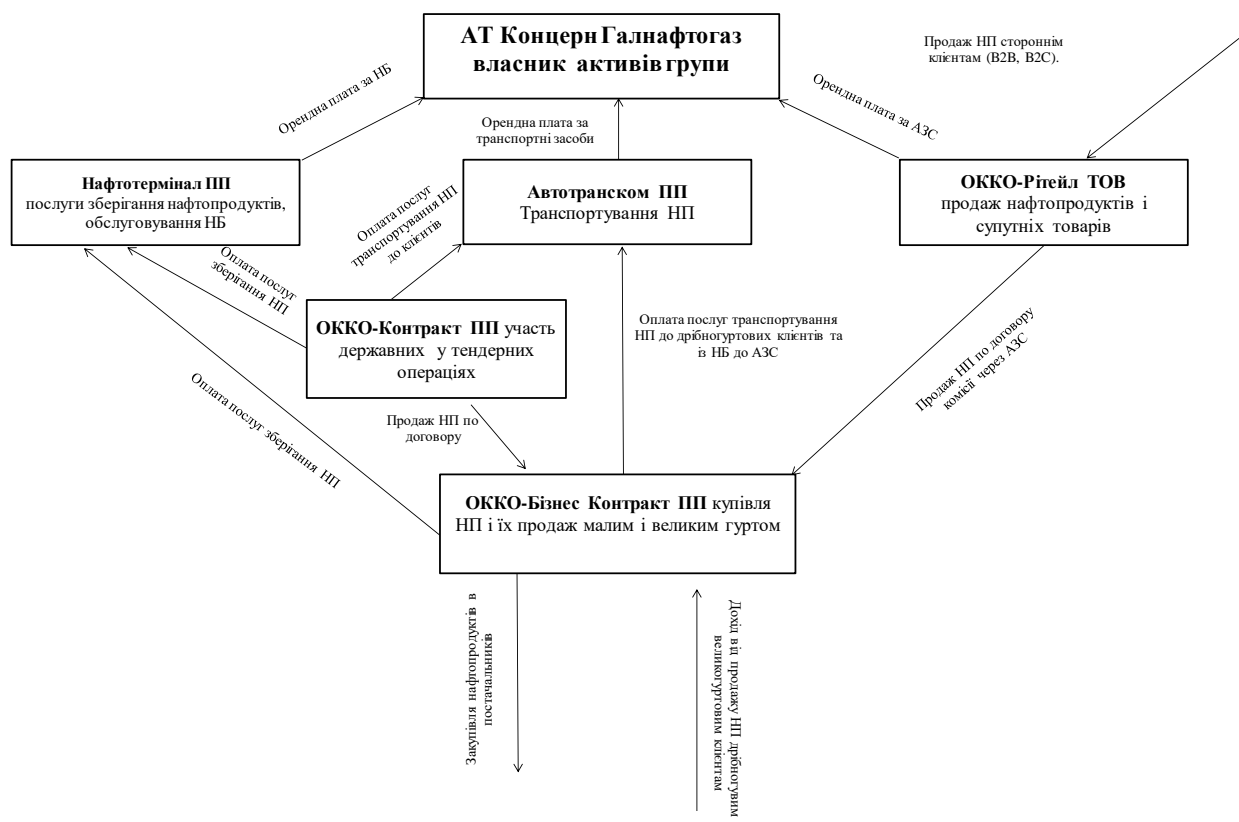 АТ Концерн Галнафтогаз
власник активів групи
Продаж НП стороннім
клієнтам (B2B, B2C).
Орендна плата за НБ
Орендна плата за
транспортні засоби
Орендна плата за АЗС
Нафтотермінал ПП
послуги зберігання нафтопродуктів,
обслуговування НБ
Автотранском ПП
Транспортування НП
ОККО-Рітейл ТОВ
продаж нафтопродуктів і
супутніх товарів
Оплата послуг
транспортування НП
до клієнтів
Оплата послуг
зберігання НП
ОККО-Контракт ПП участь
державних у тендерних
операціях
Оплата послуг транспортування
НП до дрібногуртових клієнтів та
із НБ до АЗС
Продаж НП по договору
комісії через АЗС
Оплата послуг зберігання НП
Продаж НП по
договору
ОККО-Бізнес Контракт ПП купівля
НП і їх продаж малим і великим гуртом
Закупівля нафтопродуктів в
постачальників
Дохід від продажу НП дрібногувим
великогуртовим клієнтам